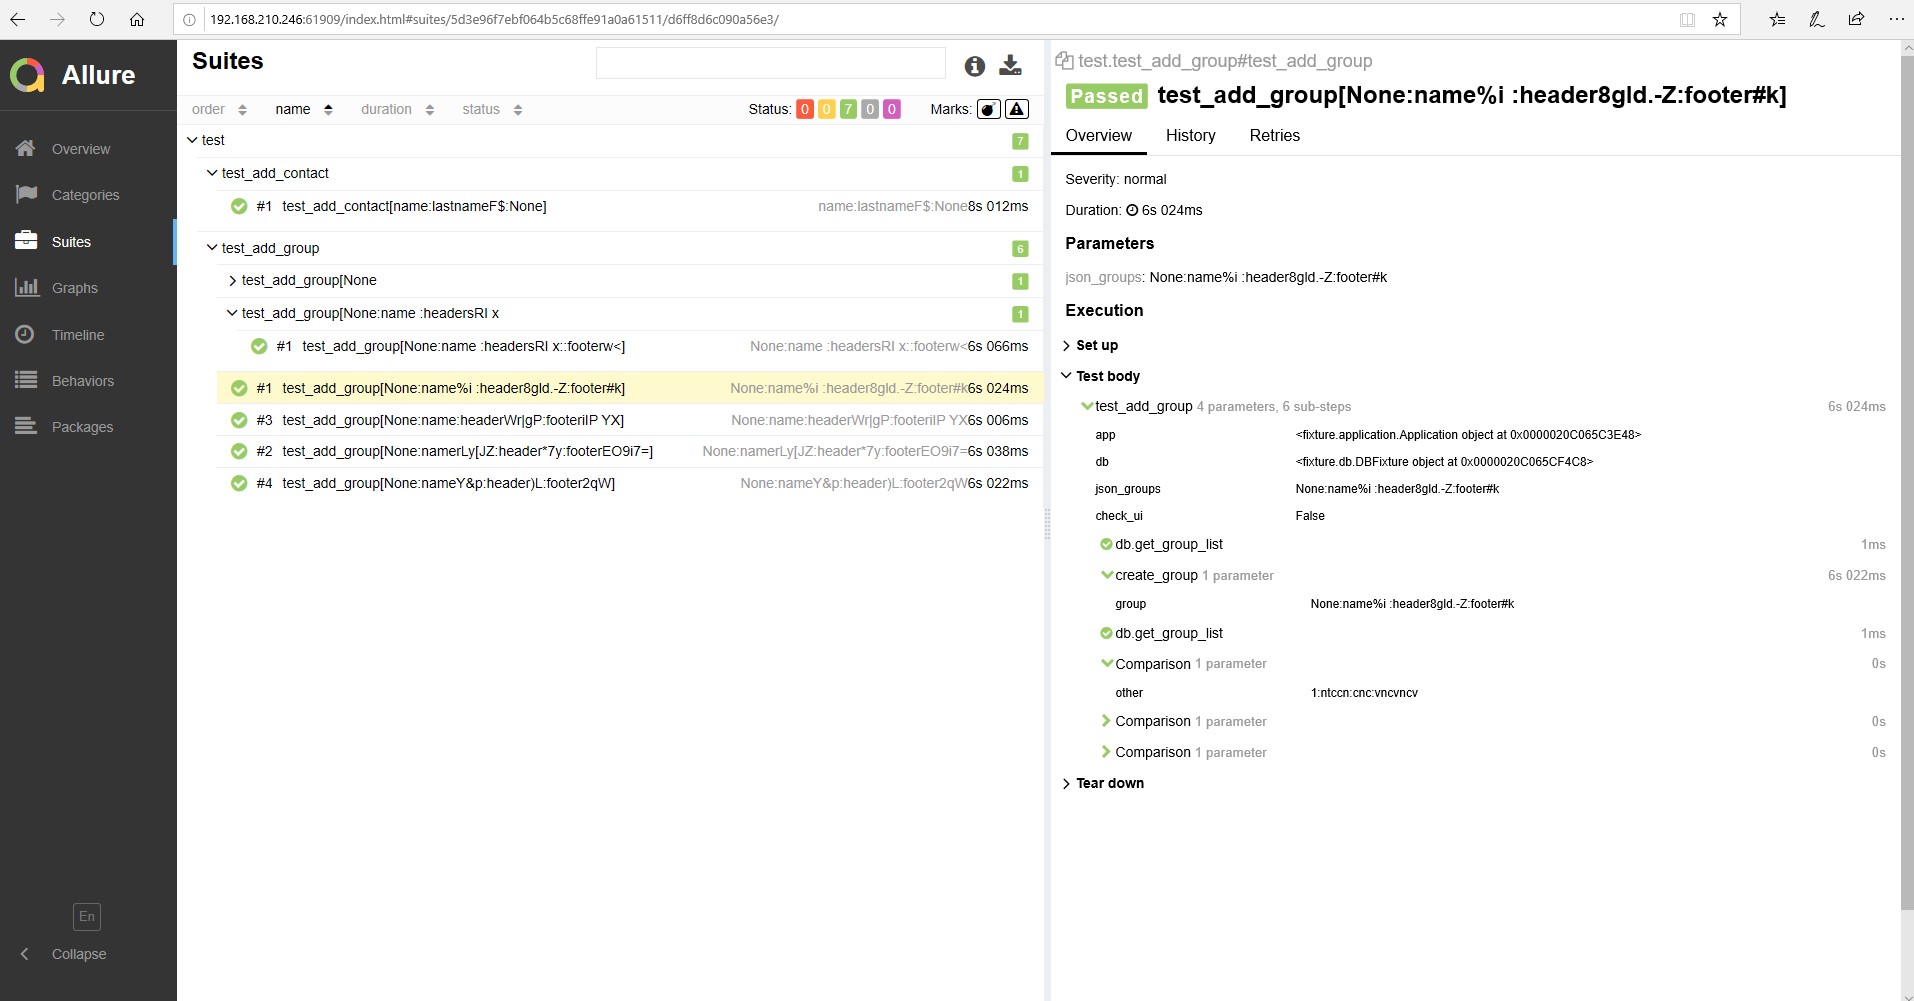 192.168.210.246:61909/index.html#suites/5d3e96f7ebf064b5c68ffe91a0a61511/d6ff8d6c090a56e3/
Allure
Overview
Categories
Suites
Graphs
Timeline
Behaviors
Packages
En
Collapse
Suites
order name duration status Status: 0 0 7 0 0 Marks:
test 7
test_add_contact 1
#1 test_add_contact[name:lastnameF$:None] name:lastnameF$:None8s 012ms
test_add_group 6
test_add_group[None 1
test_add_group[None:name :headersRI x 1
#1 test_add_group[None:name :headersRI x::footerw<] None:name :headersRI x::footerw<6s 066ms
#1 test_add_group[None:name%i :header8gld.-Z:footer#k] None:name%i :header8gld.-Z:footer#k6s 024ms
#3 test_add_group[None:name:headerWr|gP:footeriIP YX] None:name:headerWr|gP:footeriIP YX6s 006ms
#2 test_add_group[None:namerLy[JZ:header*7y:footerEO9i7=] None:namerLy[JZ:header*7y:footerEO9i7=6s 038ms
#4 test_add_group[None:nameY&p:header)L:footer2qW] None:nameY&p:header)L:footer2qW6s 022ms
test.test_add_group#test_add_group
Passed test_add_group[None:name%i :header8gld.-Z:footer#k]
Overview History Retries
Severity: normal
Duration: 6s 024ms
Parameters
json_groups: None:name%i :header8gld.-Z:footer#k
Execution
Set up
Test body
test_add_group 4 parameters, 6 sub-steps 6s 024ms
app <fixture.application.Application object at 0x0000020C065C3E48>
db <fixture.db.DBFixture object at 0x0000020C065CF4C8>
json_groups None:name%i :header8gld.-Z:footer#k
check_ui False
db.get_group_list 1ms
create_group 1 parameter 6s 022ms
group None:name%i :header8gld.-Z:footer#k
db.get_group_list 1ms
Comparison 1 parameter 0s
other 1:ntccn:cnc:vncvncv
Comparison 1 parameter 0s
Comparison 1 parameter 0s
Tear down